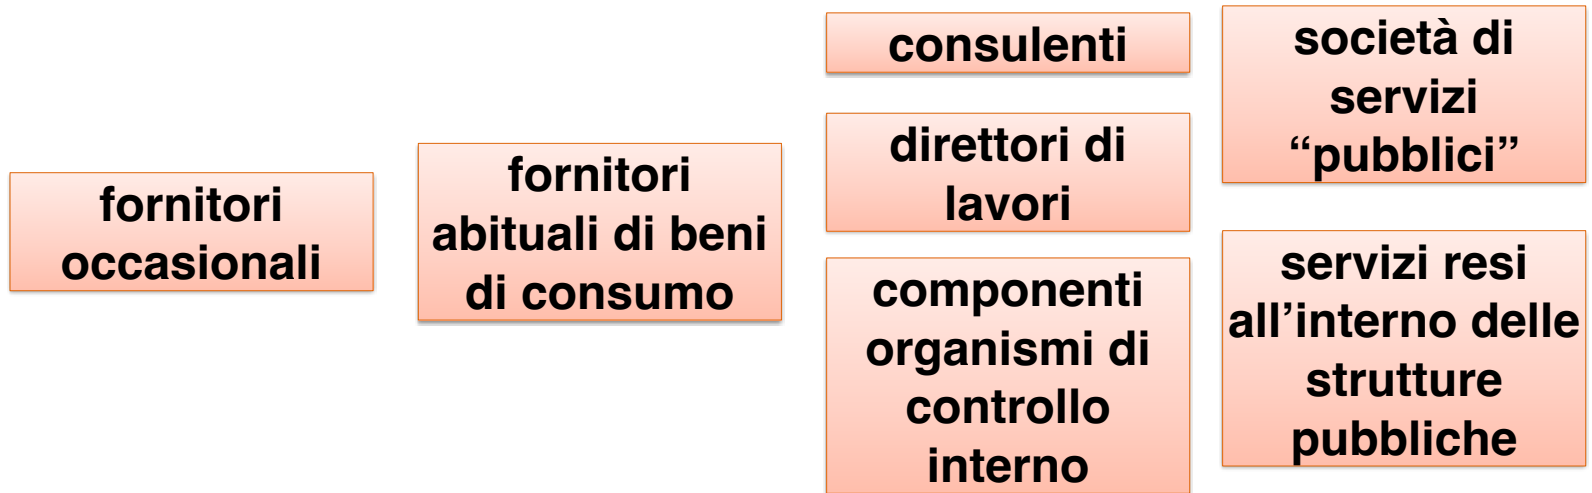 fornitori
occasionali
fornitori
abituali di beni
di consumo
consulenti
direttori di
lavori
componenti
organismi di
controllo
interno
società di
servizi
“pubblici”
servizi resi
all’interno delle
strutture
pubbliche